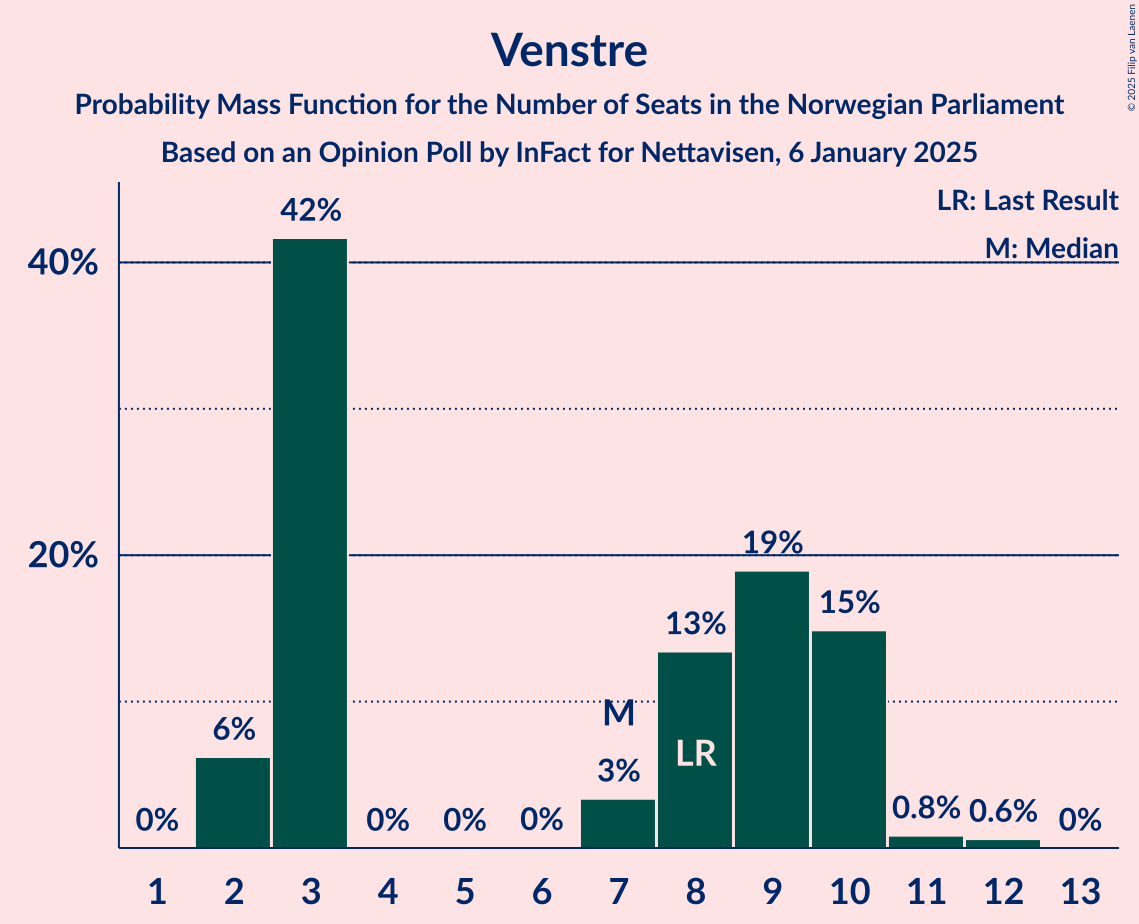 Venstre
Probability Mass Function for the Number of Seats in the Norwegian Parliament
Based on an Opinion Poll by InFact for Nettavisen, 6 January 2025
© 2025 Filip van Laenen
LR: Last Result
M: Median
40%
20%
0%
6%
42%
0%
0%
0%
M
3%
13%
LR
19%
15%
0.8%
0.6%
0%
1 2 3 4 5 6 7 8 9 10 11 12 13